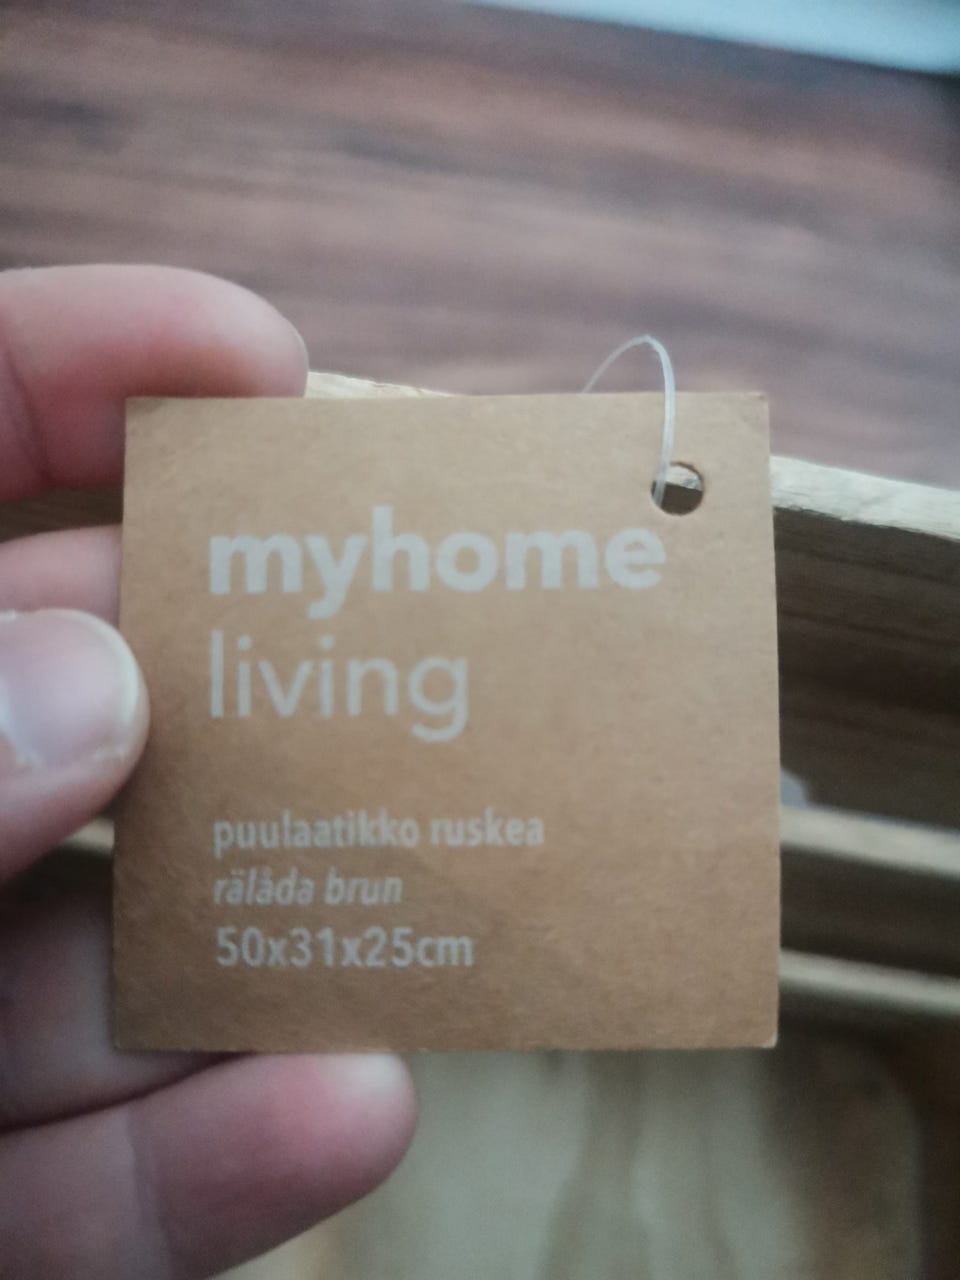 myhome
living
puulaatikko ruskea
rälåda brun
50x31x25cm